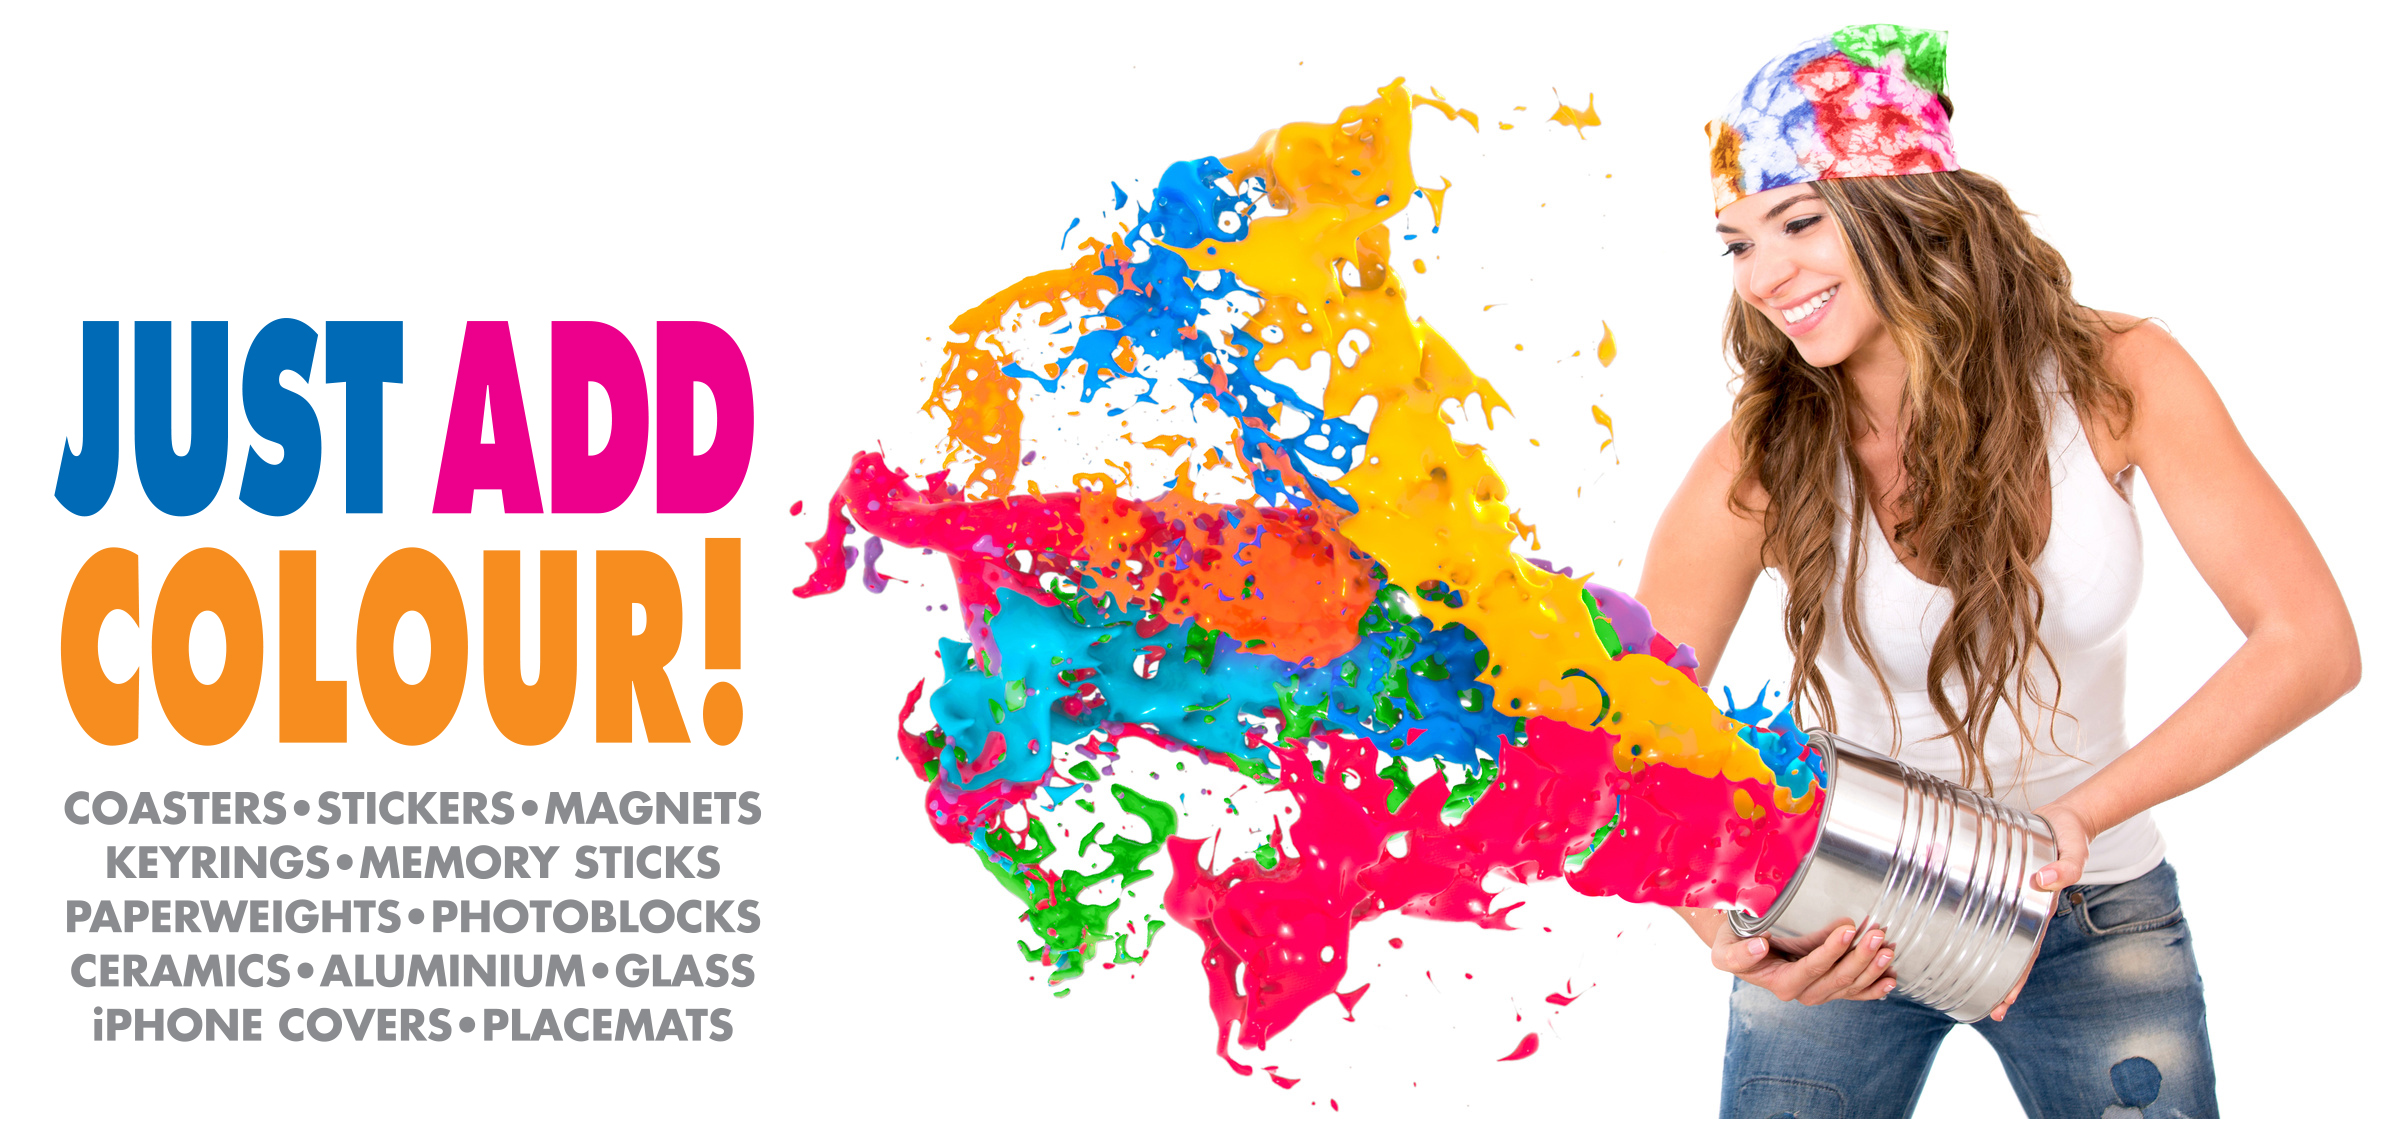 JUST ADD
COLOUR!
COASTERS•STICKERS•MAGNETS
KEYRINGS•MEMORY STICKS
PAPERWEIGHTS•PHOTOBLOCKS
CERAMICS•ALUMINIUM•GLASS
iPHONE COVERS•PLACEMATS